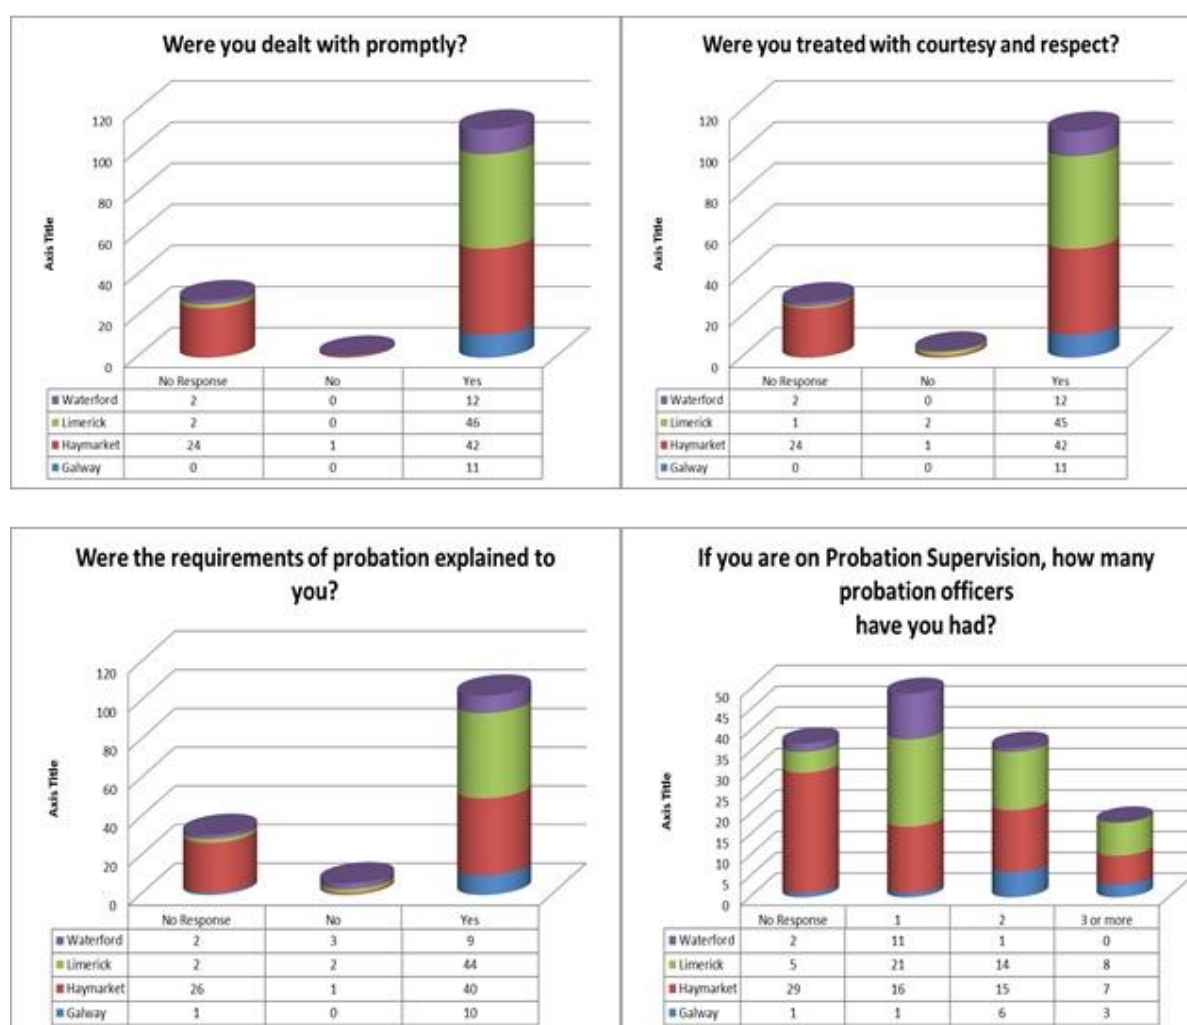 Were you dealt with promptly?
120
100
80
60
40
20
0
Axis Title
No Response No Yes
Waterford 2 0 12
Limerick 2 0 46
Haymarket 24 1 42
Galway 0 0 11
Were you treated with courtesy and respect?
120
100
80
60
40
20
0
Axis Title
No Response No Yes
Waterford 2 0 12
Limerick 1 2 45
Haymarket 24 1 42
Galway 0 0 11
Were the requirements of probation explained to
you?
120
100
80
60
40
20
0
Axis Title
No Response No Yes
Waterford 2 3 9
Limerick 2 2 44
Haymarket 26 1 40
Galway 1 0 10
If you are on Probation Supervision, how many
probation officers
have you had?
50
45
40
35
30
25
20
15
10
5
0
Axis Title
No Response 1 2 3 or more
Waterford 2 11 1 0
Limerick 5 21 14 8
Haymarket 29 16 15 7
Galway 1 1 6 3